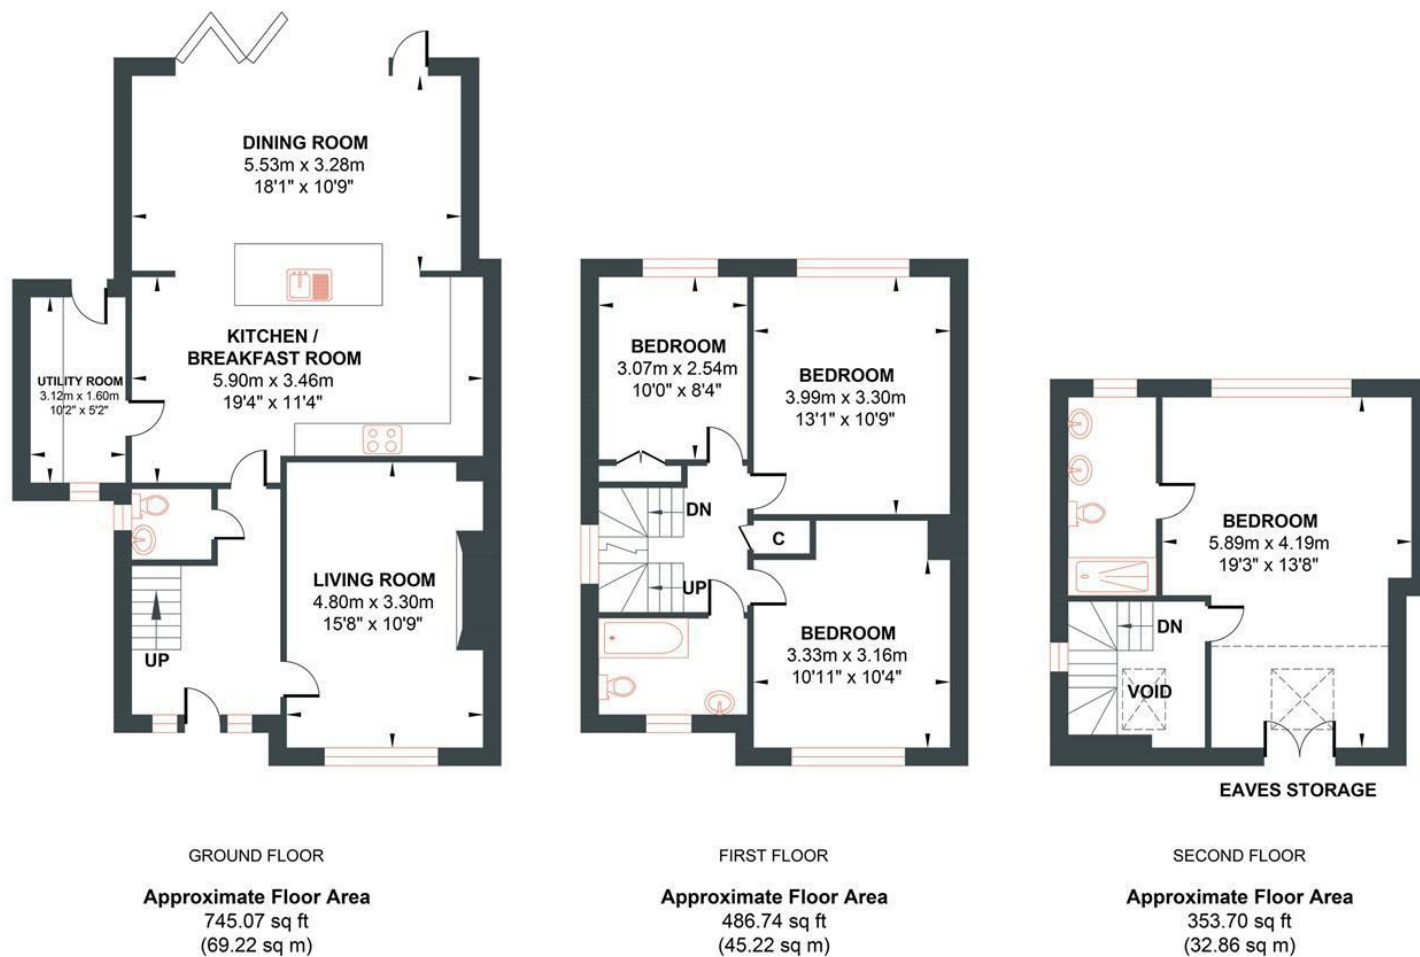 DINING ROOM
5.53m x 3.28m
18'1" x 10'9"
KITCHEN /
BREAKFAST ROOM
5.90m x 3.46m
19'4" x 11'4"
UTILITY ROOM
3.12m x 1.60m
10'2" x 5'2"
LIVING ROOM
4.80m x 3.30m
15'8" x 10'9"
UP
BEDROOM
3.07m x 2.54m
10'0" x 8'4"
BEDROOM
3.99m x 3.30m
13'1" x 10'9"
DN
C
UP
BEDROOM
3.33m x 3.16m
10'11" x 10'4"
BEDROOM
5.89m x 4.19m
19'3" x 13'8"
DN
VOID
EAVES STORAGE
GROUND FLOOR
Approximate Floor Area
745.07 sq ft
(69.22 sq m)
FIRST FLOOR
Approximate Floor Area
486.74 sq ft
(45.22 sq m)
SECOND FLOOR
Approximate Floor Area
353.70 sq ft
(32.86 sq m)